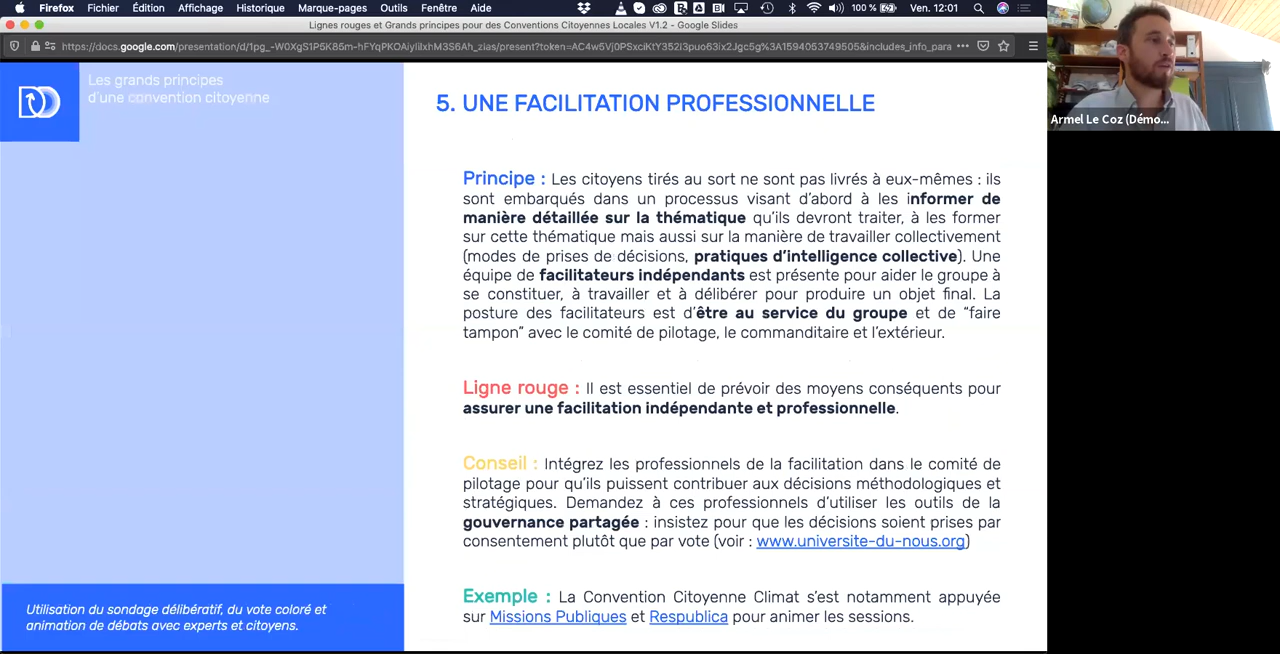 Firefox Fichier Édition Affichage Historique Marque-pages Outils Fenêtre Aide 100 % Ven. 12:01
Lignes rouges et Grands principes pour des Conventions Citoyennes Locales V1.2 - Google Slides
Les grands principes
d'une convention citoyenne
5. UNE FACILITATION PROFESSIONNELLE
Principe : Les citoyens tirés au sort ne sont pas livrés à eux-mêmes : ils
sont embarqués dans un processus visant d'abord à les informer de
manière détaillée sur la thématique qu'ils devront traiter, à les former
sur cette thématique mais aussi sur la manière de travailler collectivement
(modes de prises de décisions, pratiques d'intelligence collective). Une
équipe de facilitateurs indépendants est présente pour aider le groupe à
se constituer, à travailler et à délibérer pour produire un objet final. La
posture des facilitateurs est d'être au service du groupe et de "faire
tampon" avec le comité de pilotage, le commanditaire et l'extérieur.
Ligne rouge : Il est essentiel de prévoir des moyens conséquents pour
assurer une facilitation indépendante et professionnelle.
Conseil : Intégrez les professionnels de la facilitation dans le comité de
pilotage pour qu'ils puissent contribuer aux décisions méthodologiques et
stratégiques. Demandez à ces professionnels d'utiliser les outils de la
gouvernance partagée : insistez pour que les décisions soient prises par
consentement plutôt que par vote (voir : www.universite-du-nous.org)
Exemple : La Convention Citoyenne Climat s'est notamment appuyée
sur Missions Publiques et Respublica pour animer les sessions.
Utilisation du sondage délibératif, du vote coloré et
animation de débats avec experts et citoyens.
Armel Le Coz (Démo...